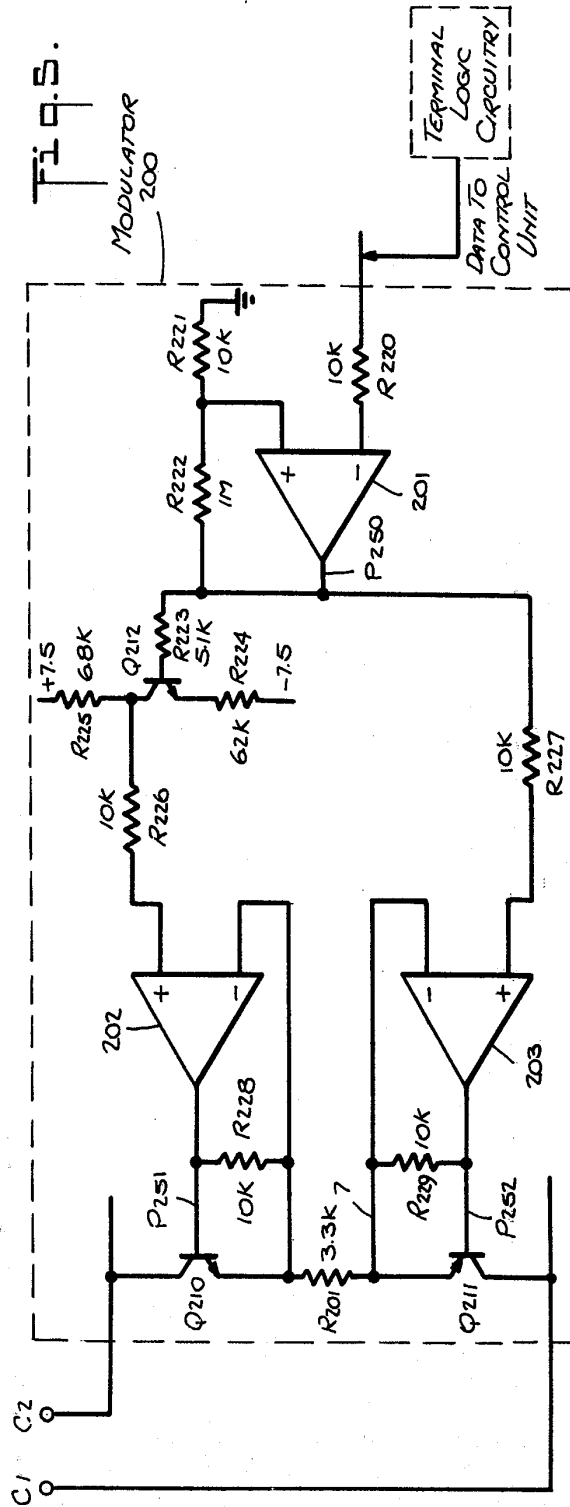 Fig.5.
MODULATOR
200
C2
C1
P251
Q210
202
+
−
R228
10K
R201
3.3K
7
10K
R229
P252
Q211
−
+
203
10K
R226
+7.5
68K
R225
Q212
R223
51K
R224
62K
-7.5
R222
1M
R221
10K
+
−
201
P250
10K
R220
10K
R227
DATA TO
CONTROL
UNIT
TERMINAL
LOGIC
CIRCUITRY